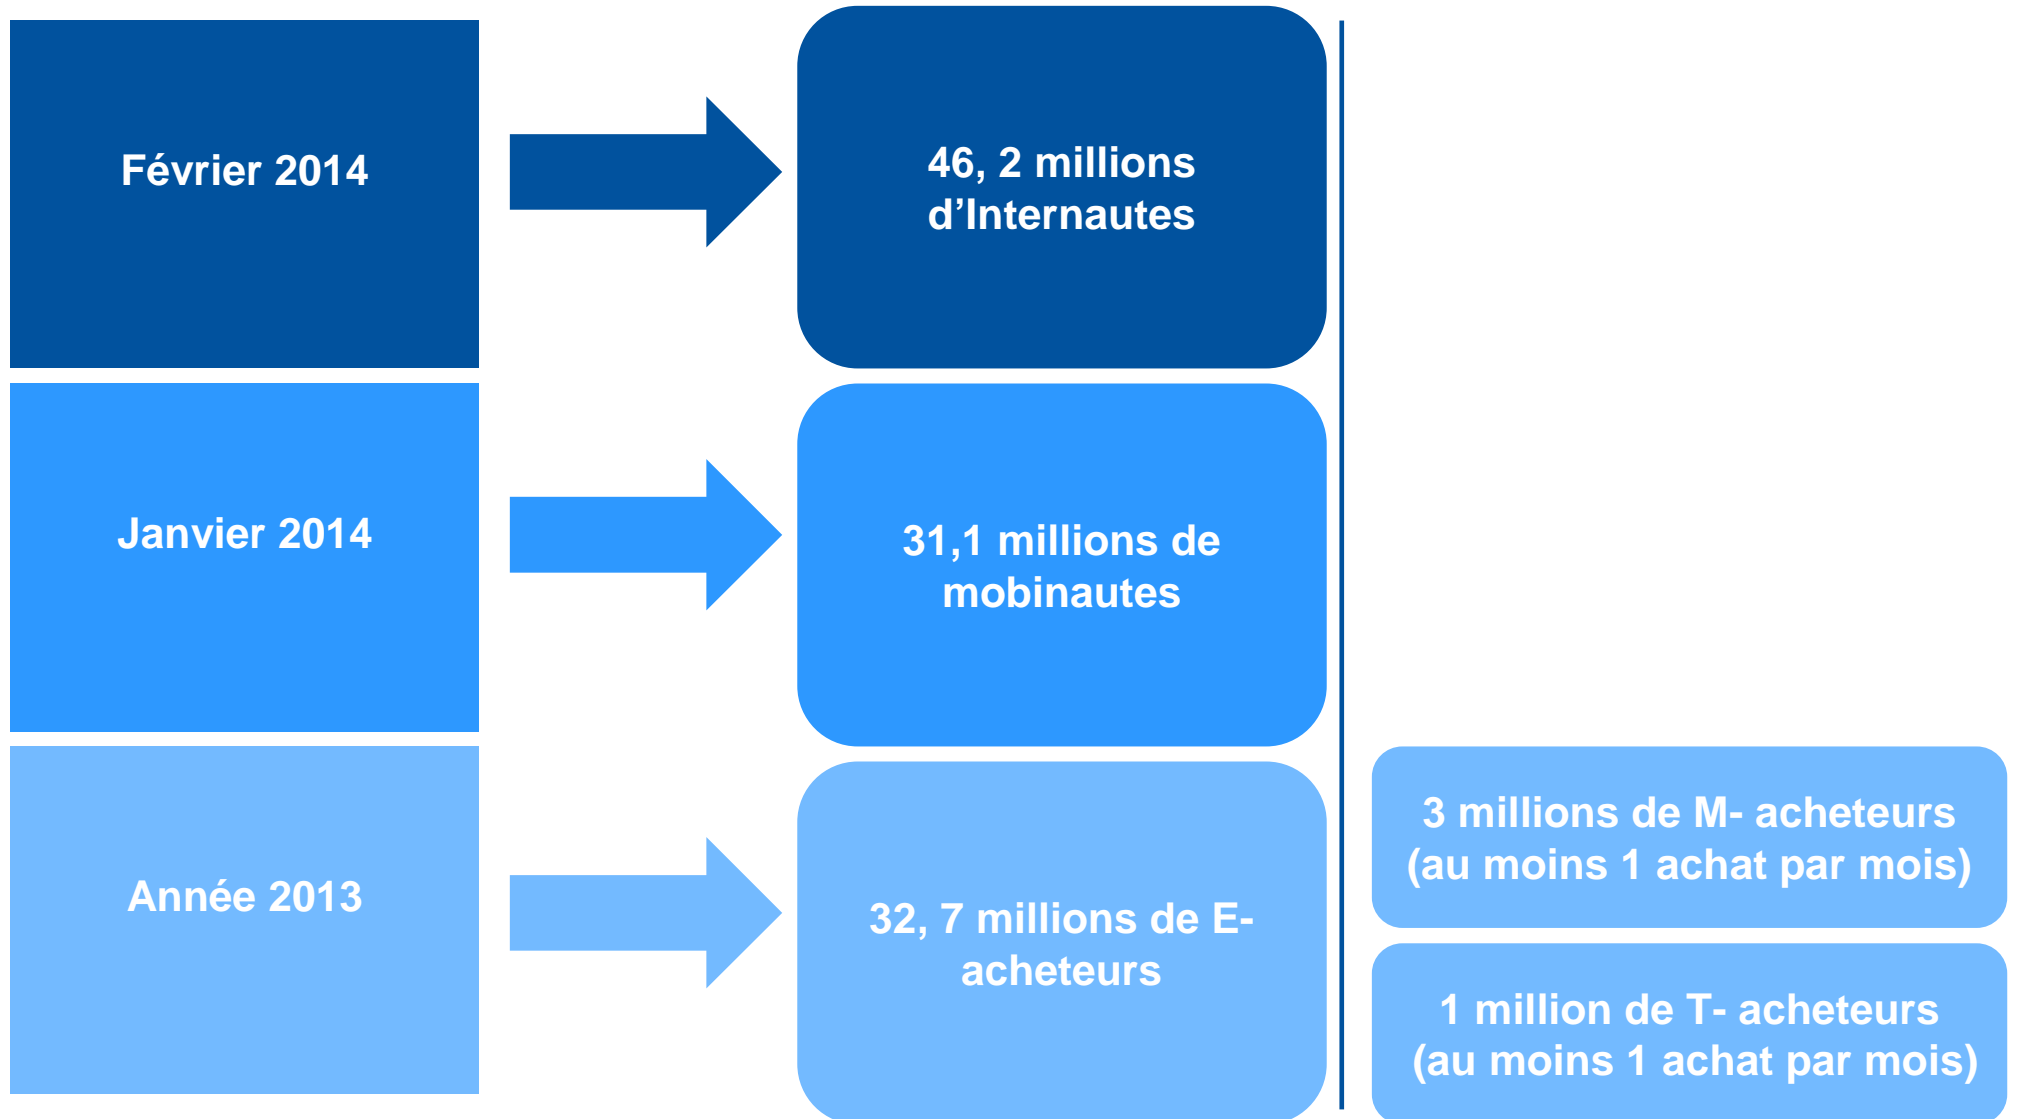 Février 2014
46, 2 millions
d’Internautes
Janvier 2014
31,1 millions de
mobinautes
Année 2013
32, 7 millions de E-
acheteurs
3 millions de M- acheteurs
(au moins 1 achat par mois)
1 million de T- acheteurs
(au moins 1 achat par mois)